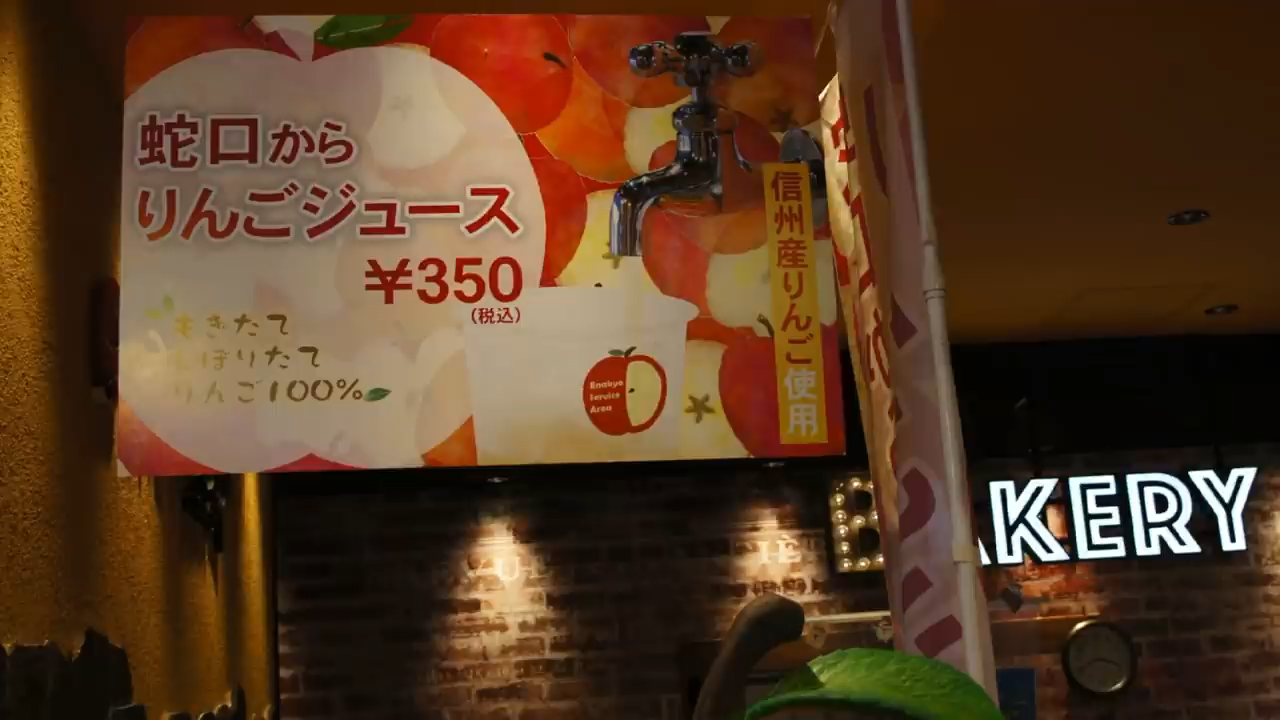 蛇口から
りんごジュース
¥350
(税込)
もぎたて
しぼりたて
りんご100%
Enakyo
Service
Area
信州産りんご使用
BAKERY